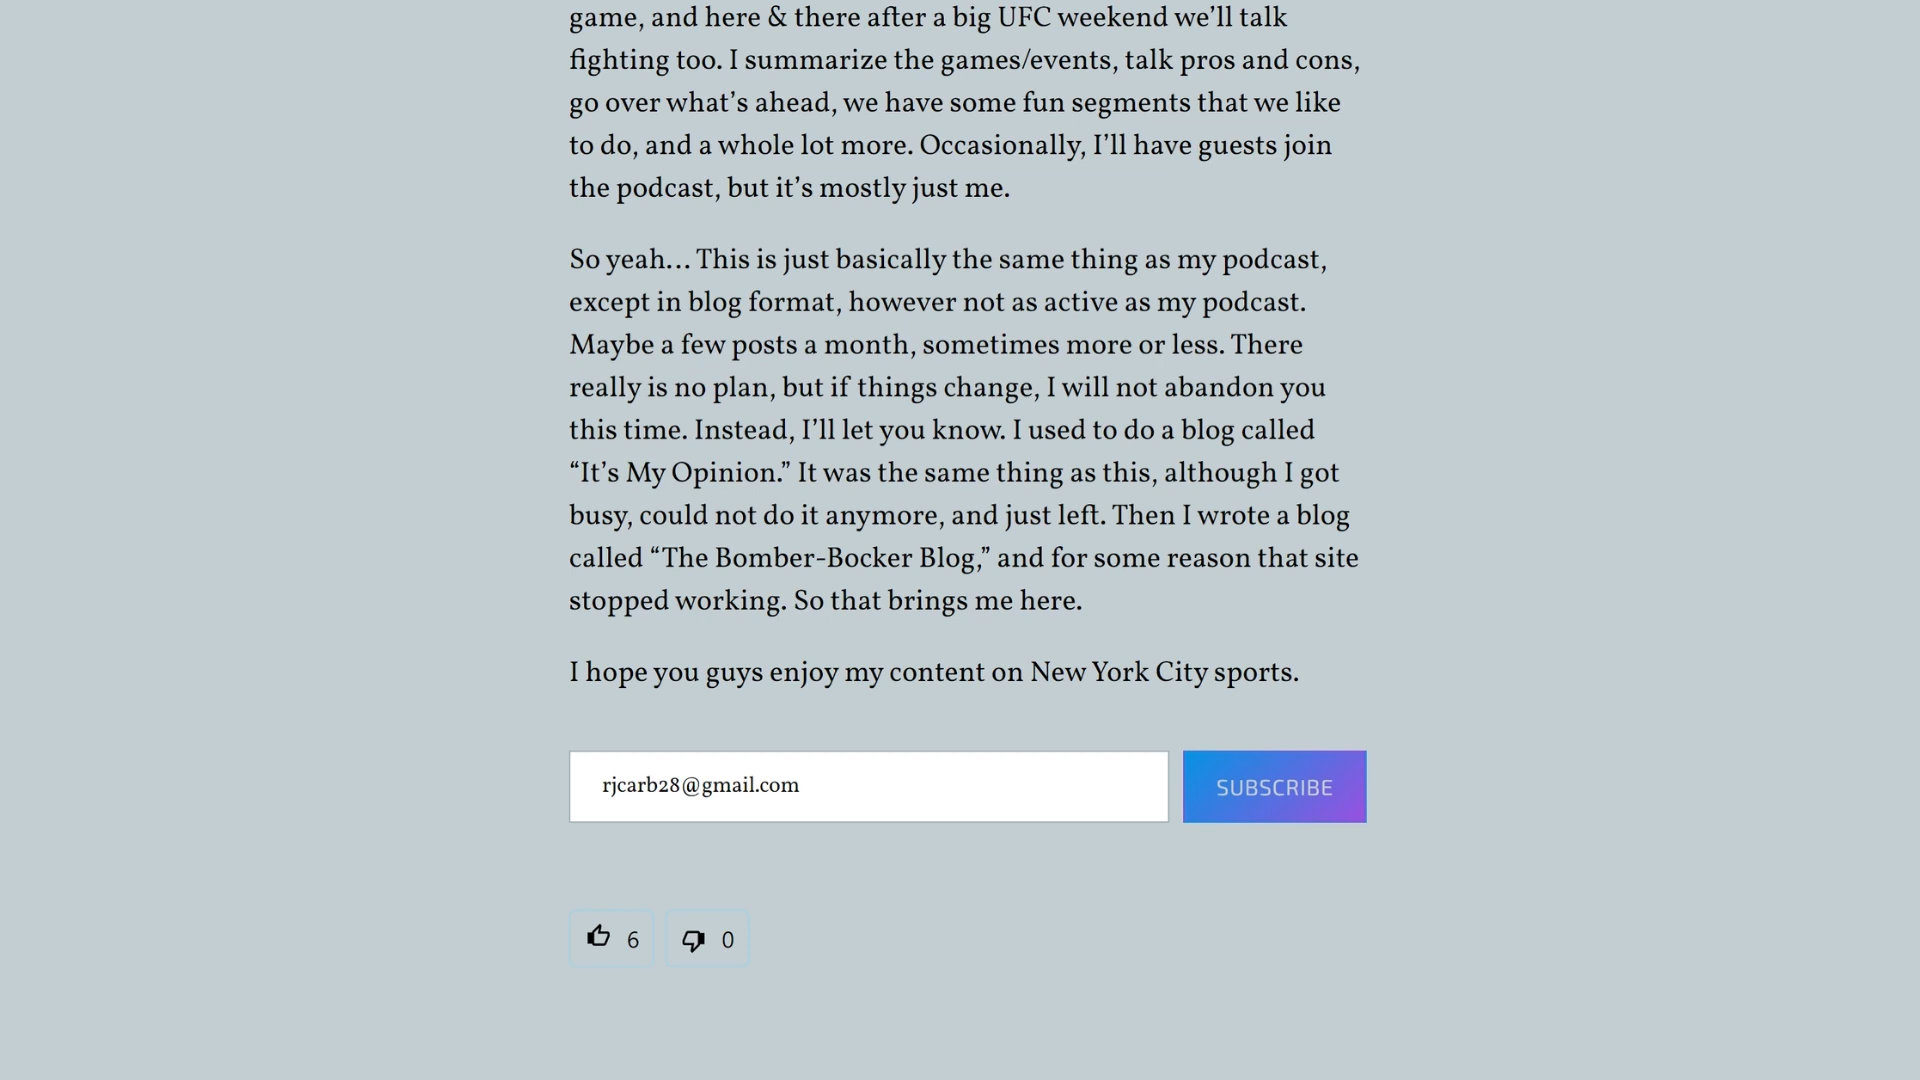 game, and here & there after a big UFC weekend we’ll talk
fighting too. I summarize the games/events, talk pros and cons,
go over what’s ahead, we have some fun segments that we like
to do, and a whole lot more. Occasionally, I’ll have guests join
the podcast, but it’s mostly just me.
So yeah… This is just basically the same thing as my podcast,
except in blog format, however not as active as my podcast.
Maybe a few posts a month, sometimes more or less. There
really is no plan, but if things change, I will not abandon you
this time. Instead, I’ll let you know. I used to do a blog called
“It’s My Opinion.” It was the same thing as this, although I got
busy, could not do it anymore, and just left. Then I wrote a blog
called “The Bomber-Bocker Blog,” and for some reason that site
stopped working. So that brings me here.
I hope you guys enjoy my content on New York City sports.
rjcarb28@gmail.com
SUBSCRIBE
6
0